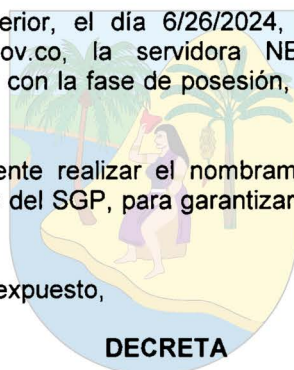 erior, el día 6/26/2024,
ov.co, la servidora NE
con la fase de posesión,
ente realizar el nombram
del SGP, para garantizar
expuesto,
DECRETA